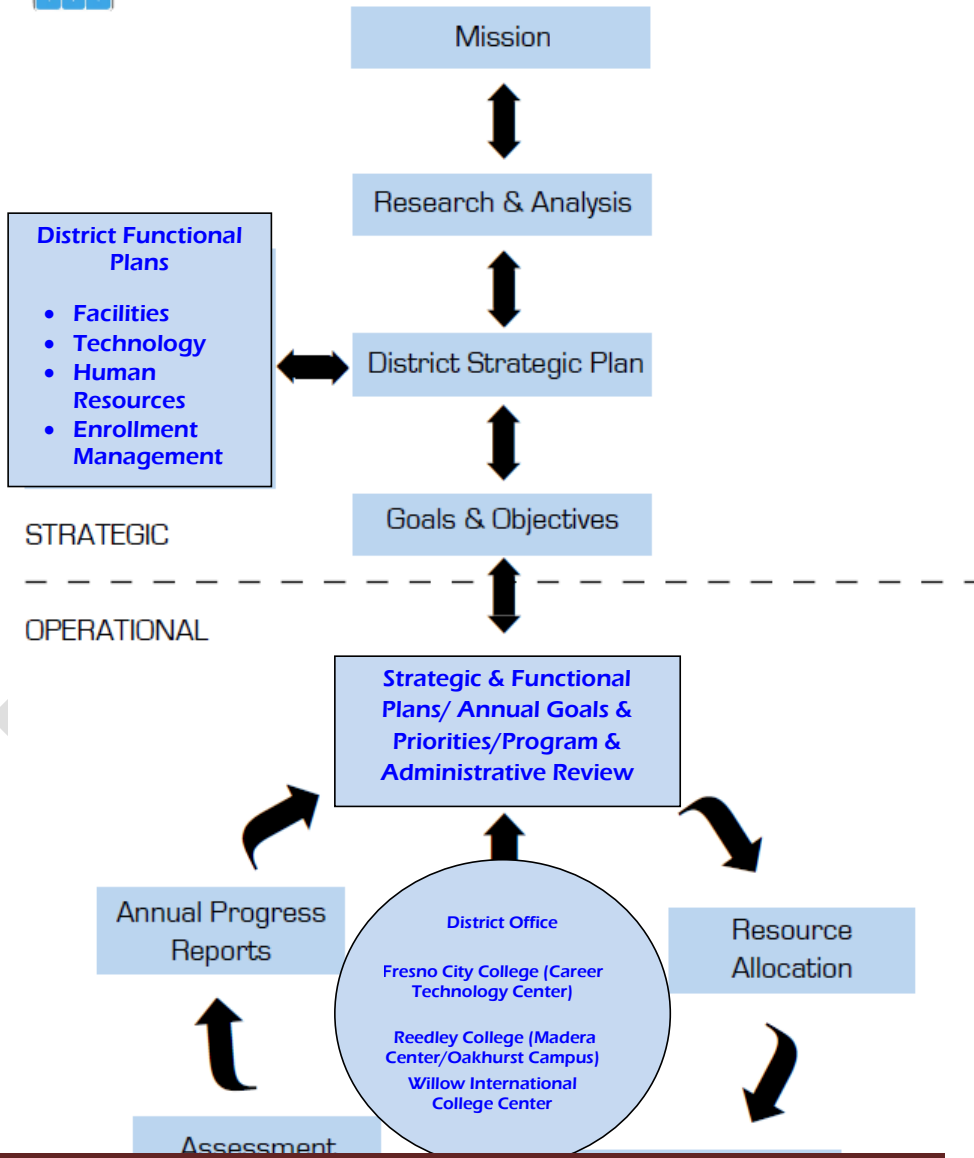 Mission
Research & Analysis
District Functional
Plans
• Facilities
• Technology
• Human
Resources
• Enrollment
Management
District Strategic Plan
Goals & Objectives
STRATEGIC
OPERATIONAL
Strategic & Functional
Plans/ Annual Goals &
Priorities/Program &
Administrative Review
Annual Progress
Reports
District Office
Fresno City College (Career
Technology Center)
Reedley College (Madera
Center/Oakhurst Campus)
Willow International
College Center
Resource
Allocation
Assessment